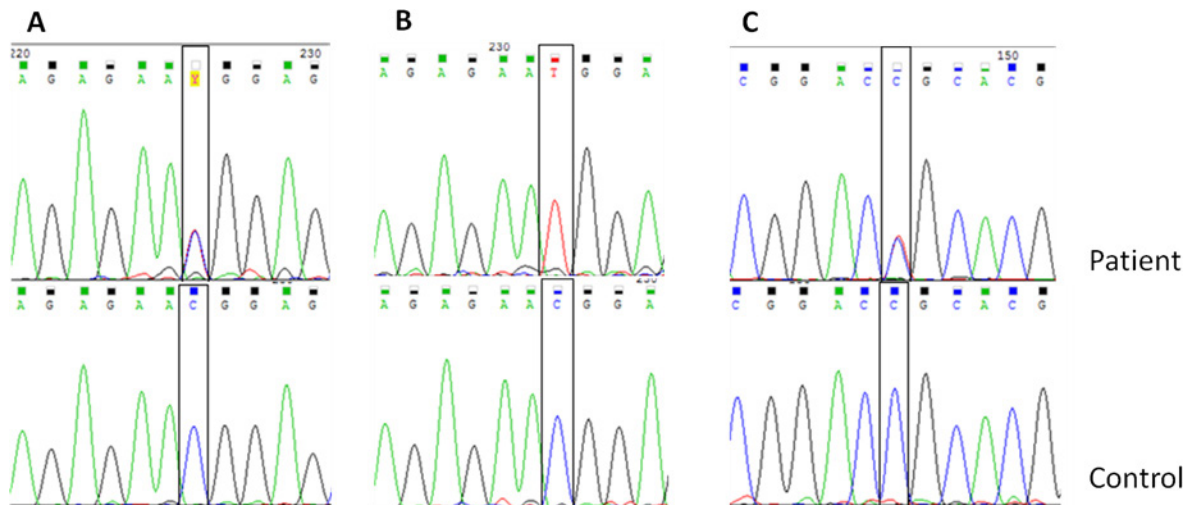 A
B
C
220 230
A G A G A A Y G G A G
230
A G A G A A T G G A
150
C G G A C C G C A C G
Patient
A G A G A A C G G A G
A G A G A A C G G A
C G G A C C G C A C G
Control